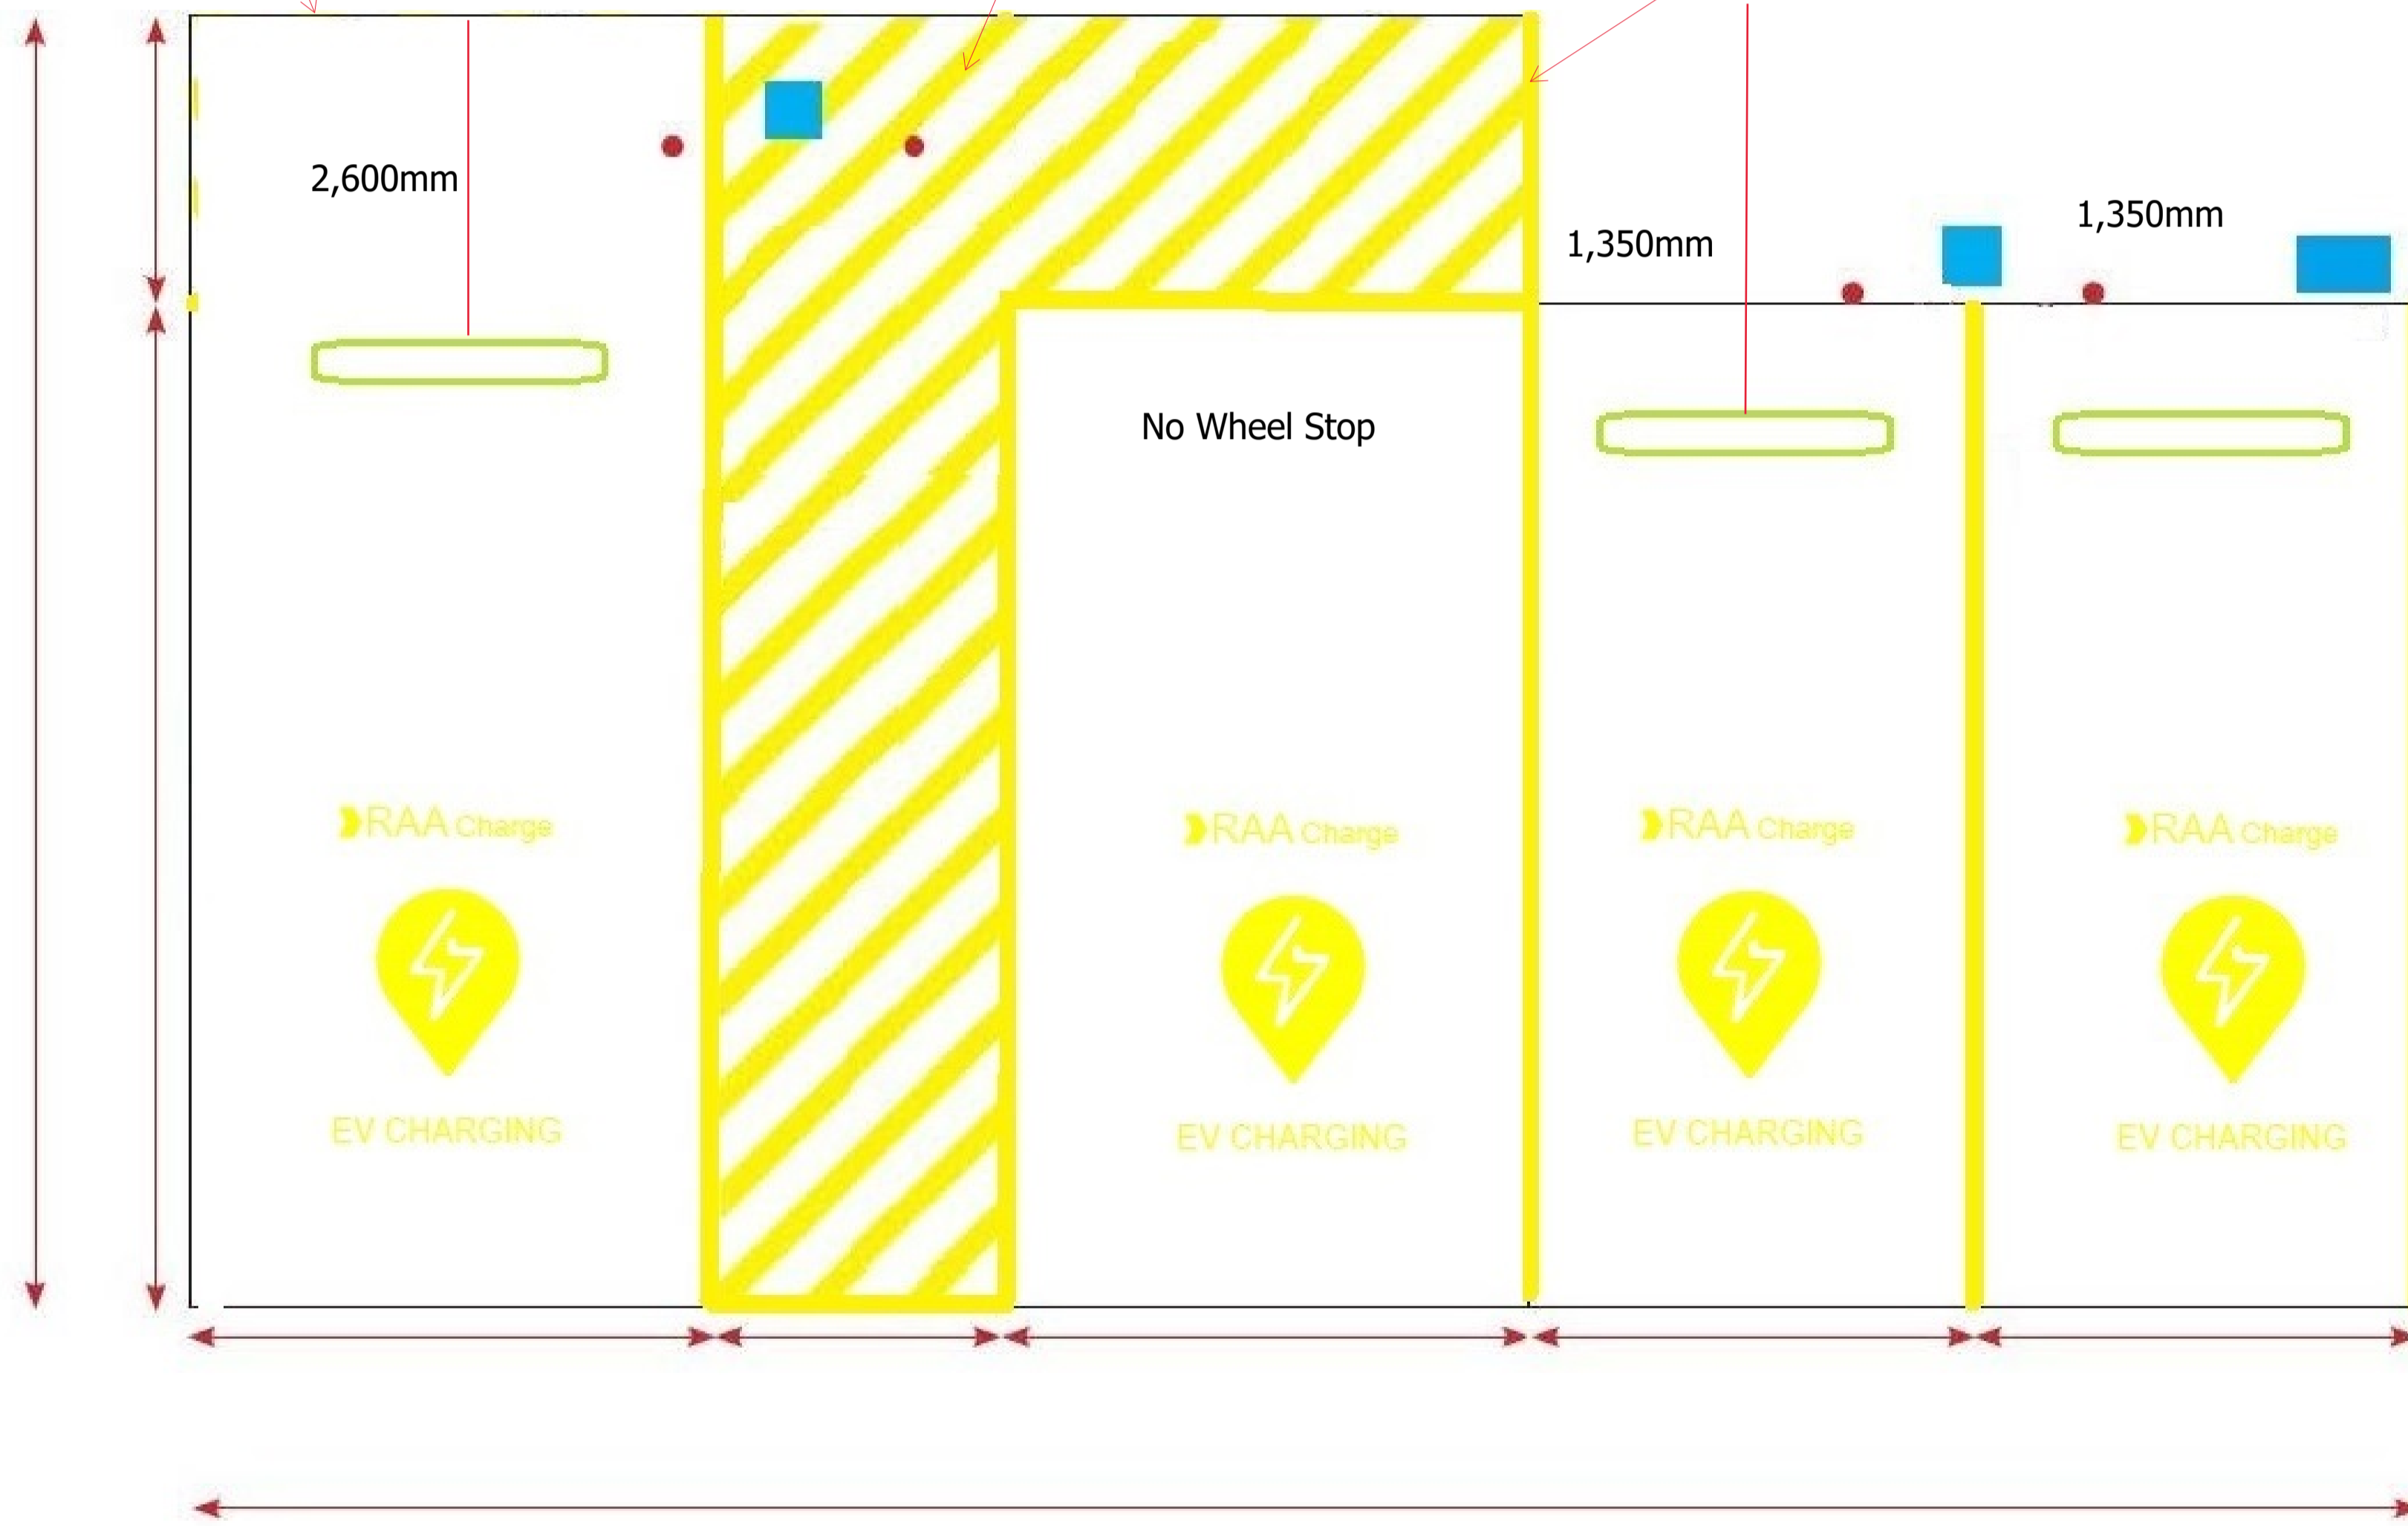 2,600mm
1,350mm
1,350mm
No Wheel Stop
RAA Charge
RAA Charge
RAA Charge
RAA Charge
EV CHARGING
EV CHARGING
EV CHARGING
EV CHARGING